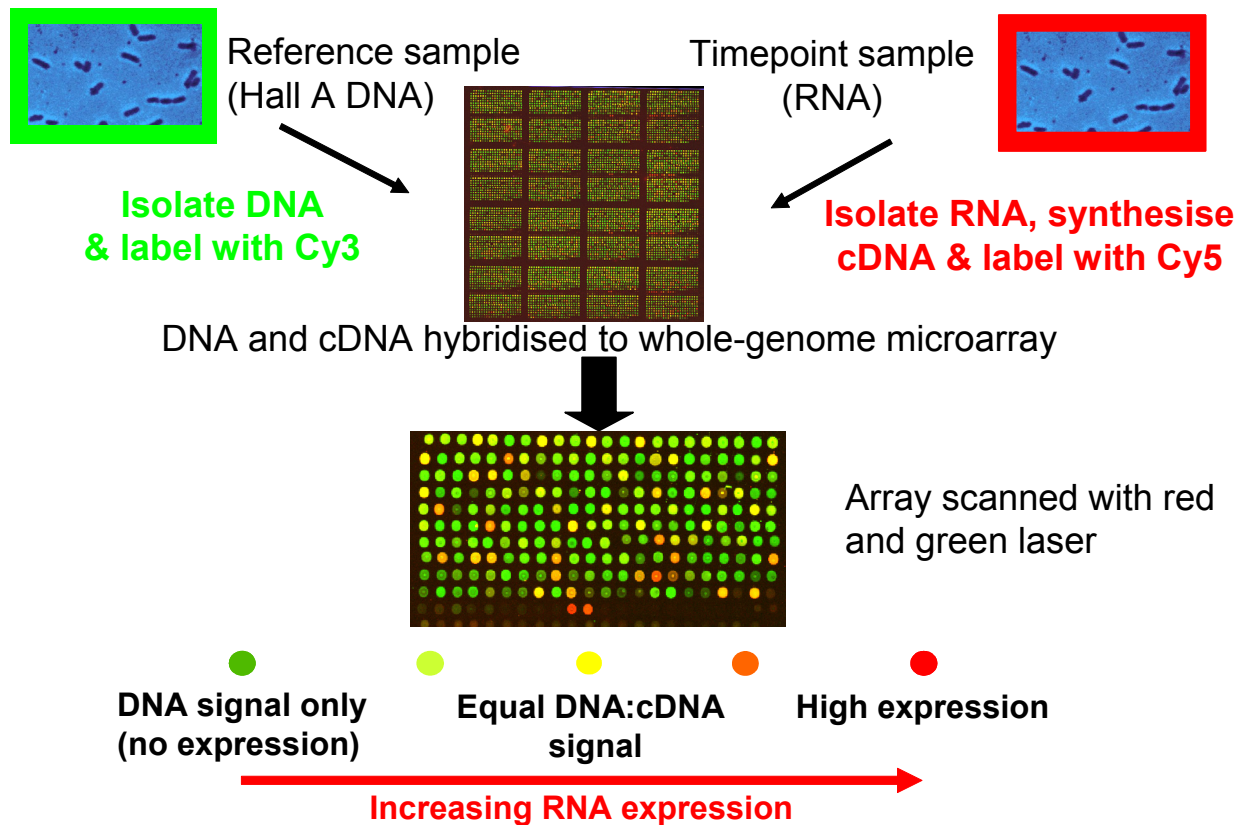 Reference sample
(Hall A DNA)
Timepoint sample
(RNA)
Isolate DNA
& label with Cy3
Isolate RNA, synthesise
cDNA & label with Cy5
DNA and cDNA hybridised to whole-genome microarray
Array scanned with red
and green laser
DNA signal only
(no expression)
Equal DNA:cDNA
signal
High expression
Increasing RNA expression